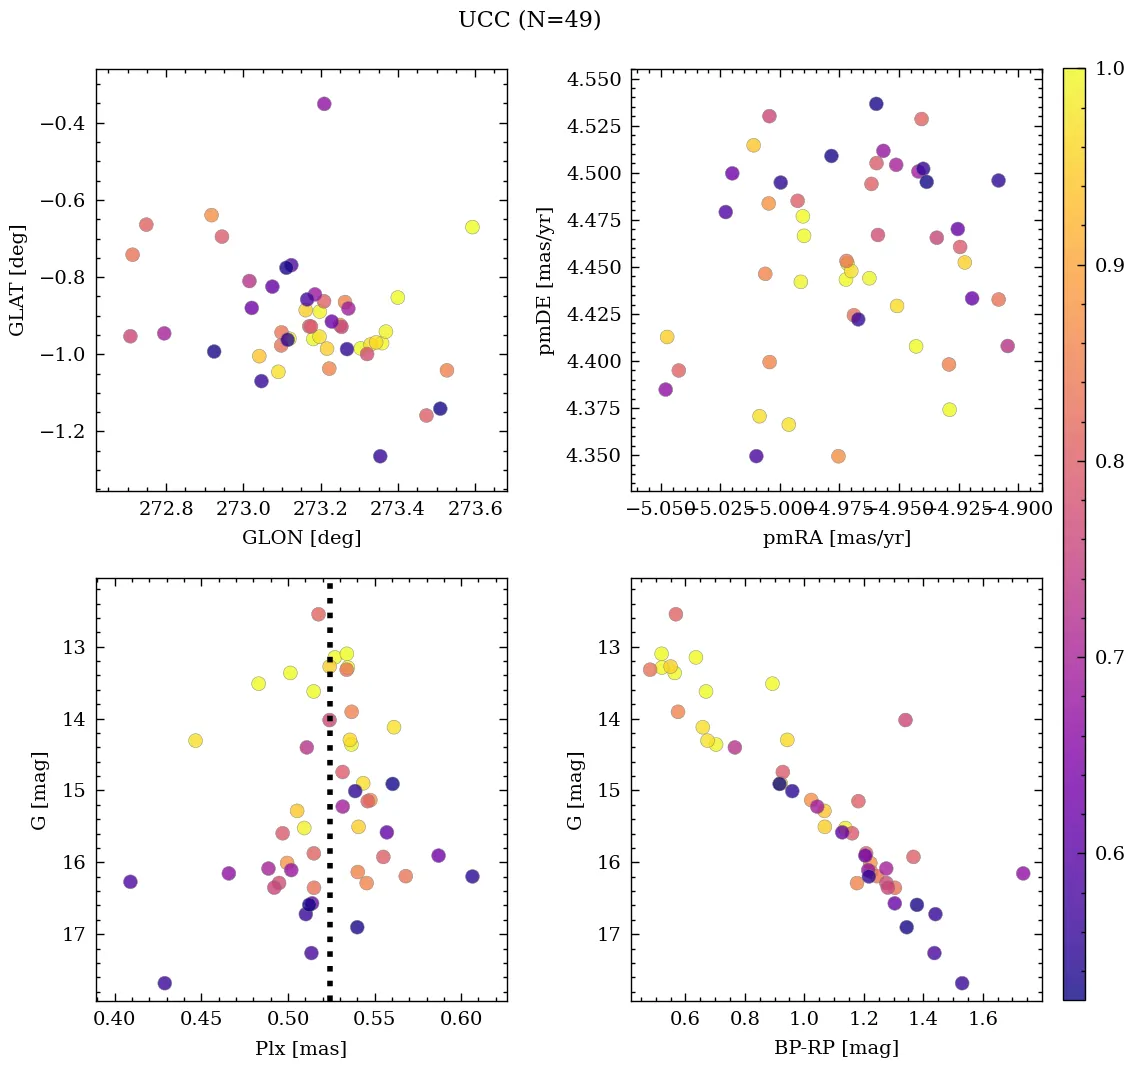 UCC (N=49)
−0.4
−0.6
−0.8
−1.0
−1.2
GLAT [deg]
272.8 273.0 273.2 273.4 273.6
GLON [deg]
4.550
4.525
4.500
4.475
4.450
4.425
4.400
4.375
4.350
pmDE [mas/yr]
−5.050 −5.025 −5.000 −4.975 −4.950 −4.925 −4.900
pmRA [mas/yr]
1.0
0.9
0.8
0.7
0.6
13
14
15
16
17
G [mag]
0.40 0.45 0.50 0.55 0.60
Plx [mas]
13
14
15
16
17
G [mag]
0.6 0.8 1.0 1.2 1.4 1.6
BP-RP [mag]